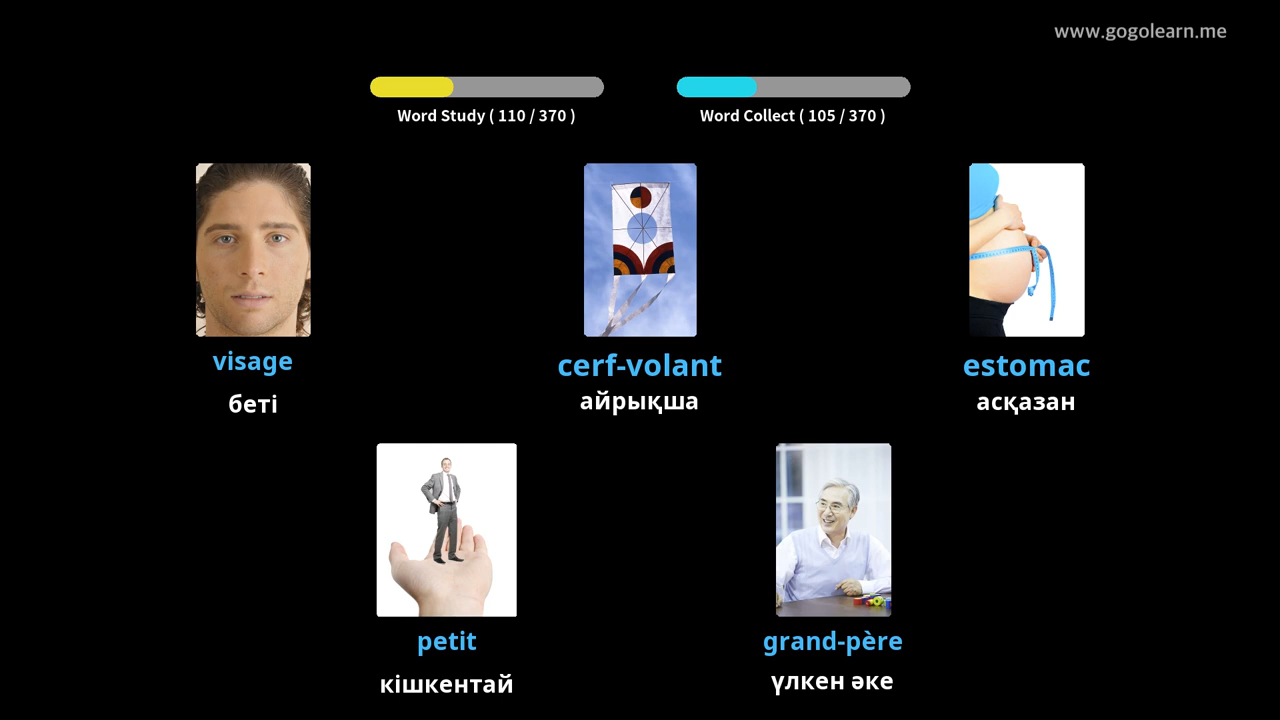 www.gogolearn.me
Word Study ( 110 / 370 )
Word Collect ( 105 / 370 )
visage
беті
cerf-volant
айрықша
estomac
асқазан
petit
кішкентай
grand-père
үлкен әке